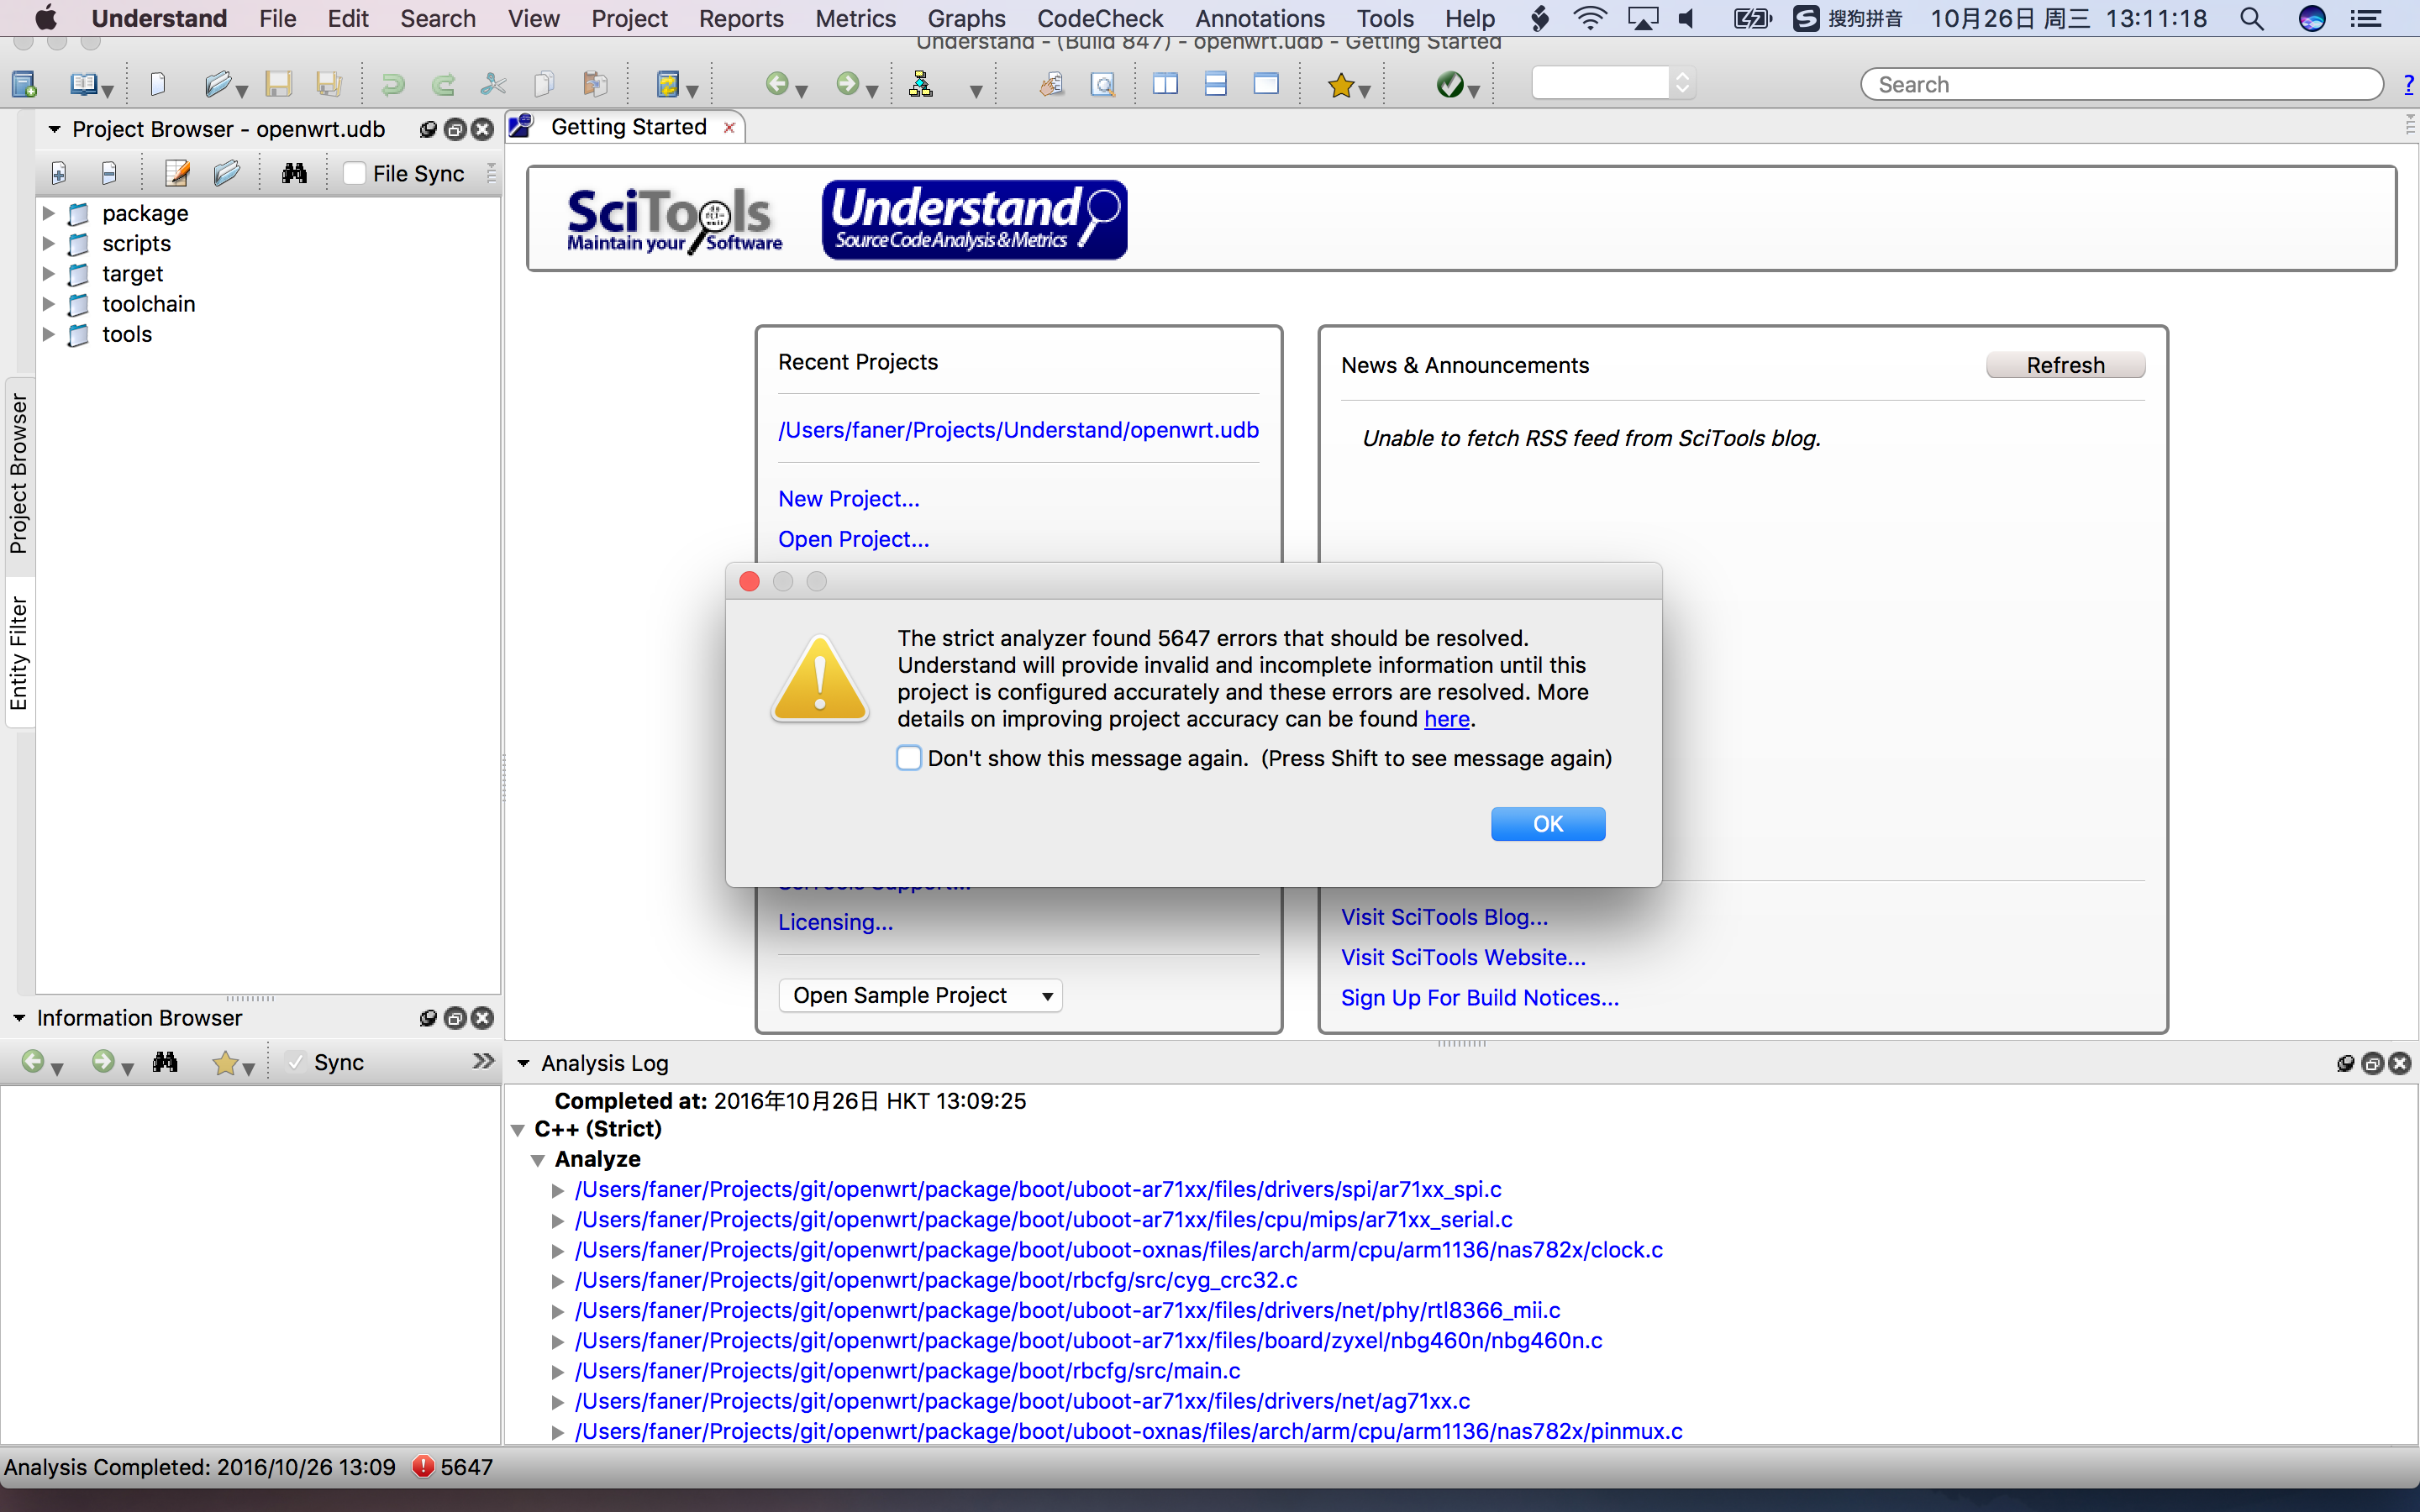 Understand File Edit Search View Project Reports Metrics Graphs CodeCheck Annotations Tools Help 搜狗拼音 10月26日 周三 13:11:18
Understand - (Build 847) - openwrt.udb - Getting Started
Search ?
Project Browser - openwrt.udb
Getting Started
File Sync
package
scripts
target
toolchain
tools
Project Browser
Entity Filter
SciTools
Maintain your Software
Understand
Source Code Analysis & Metrics
Recent Projects
/Users/faner/Projects/Understand/openwrt.udb
New Project...
Open Project...
News & Announcements
Refresh
Unable to fetch RSS feed from SciTools blog.
The strict analyzer found 5647 errors that should be resolved.
Understand will provide invalid and incomplete information until this
project is configured accurately and these errors are resolved. More
details on improving project accuracy can be found here.
Don't show this message again. (Press Shift to see message again)
OK
SciTools Support...
Licensing...
Open Sample Project
Visit SciTools Blog...
Visit SciTools Website...
Sign Up For Build Notices...
Information Browser
Sync
Analysis Log
Completed at: 2016年10月26日 HKT 13:09:25
C++ (Strict)
Analyze
/Users/faner/Projects/git/openwrt/package/boot/uboot-ar71xx/files/drivers/spi/ar71xx_spi.c
/Users/faner/Projects/git/openwrt/package/boot/uboot-ar71xx/files/cpu/mips/ar71xx_serial.c
/Users/faner/Projects/git/openwrt/package/boot/uboot-oxnas/files/arch/arm/cpu/arm1136/nas782x/clock.c
/Users/faner/Projects/git/openwrt/package/boot/rbcfg/src/cyg_crc32.c
/Users/faner/Projects/git/openwrt/package/boot/uboot-ar71xx/files/drivers/net/phy/rtl8366_mii.c
/Users/faner/Projects/git/openwrt/package/boot/uboot-ar71xx/files/board/zyxel/nbg460n/nbg460n.c
/Users/faner/Projects/git/openwrt/package/boot/rbcfg/src/main.c
/Users/faner/Projects/git/openwrt/package/boot/uboot-ar71xx/files/drivers/net/ag71xx.c
/Users/faner/Projects/git/openwrt/package/boot/uboot-oxnas/files/arch/arm/cpu/arm1136/nas782x/pinmux.c
Analysis Completed: 2016/10/26 13:09 5647